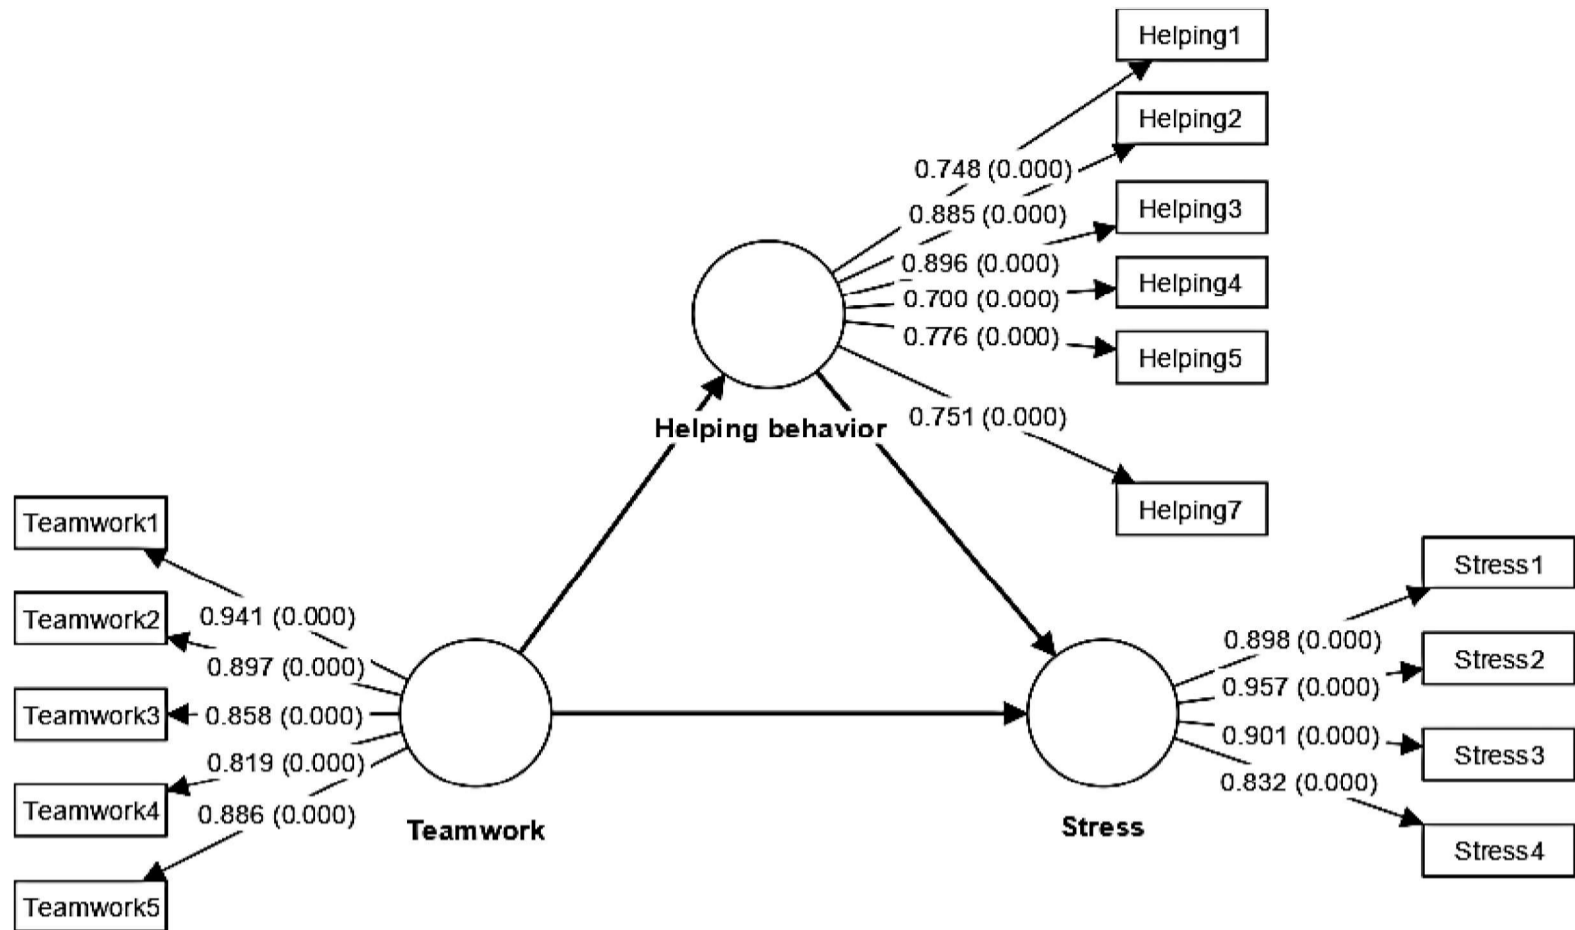 Helping1
Helping2
0.748 (0.000)
0.885 (0.000)
Helping3
0.896 (0.000)
Helping4
0.700 (0.000)
0.776 (0.000)
Helping5
0.751 (0.000)
Helping behavior
Helping7
Teamwork1
Teamwork2
Teamwork3
Teamwork4
Teamwork5
0.941 (0.000)
0.897 (0.000)
0.858 (0.000)
0.819 (0.000)
0.886 (0.000)
Teamwork
Stress
0.898 (0.000)
0.957 (0.000)
0.901 (0.000)
0.832 (0.000)
Stress1
Stress2
Stress3
Stress4